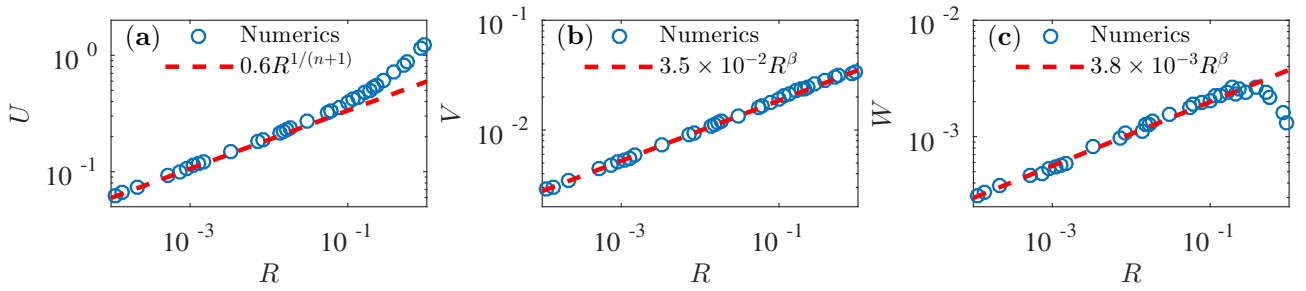 (a)
Numerics
0.6R^{1/(n+1)}
10^0
10^{-1}
U
10^{-3}
10^{-1}
R
(b)
Numerics
3.5 × 10^{-2}R^β
10^{-1}
10^{-2}
V
10^{-3}
10^{-1}
R
(c)
Numerics
3.8 × 10^{-3}R^β
10^{-2}
10^{-3}
W
10^{-3}
10^{-1}
R